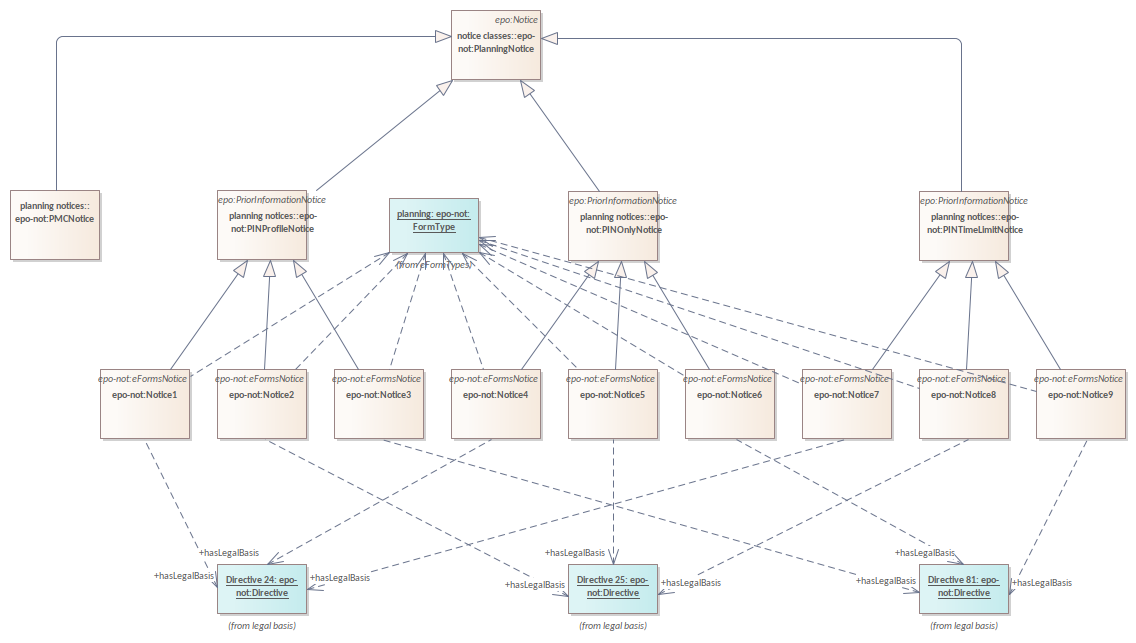 epo:Notice
notice classes::epo-
not:PlanningNotice
planning notices::
epo-not:PMCNotice
epo:PriorInformationNotice
planning notices::epo-
not:PINProfileNotice
planning: epo-not:
FormType
(from eFormTypes)
epo:PriorInformationNotice
planning notices::epo-
not:PINOnlyNotice
epo:PriorInformationNotice
planning notices::epo-
not:PINTimeLimitNotice
epo-not:eFormsNotice
epo-not:Notice1
epo-not:eFormsNotice
epo-not:Notice2
epo-not:eFormsNotice
epo-not:Notice3
epo-not:eFormsNotice
epo-not:Notice4
epo-not:eFormsNotice
epo-not:Notice5
epo-not:eFormsNotice
epo-not:Notice6
epo-not:eFormsNotice
epo-not:Notice7
epo-not:eFormsNotice
epo-not:Notice8
epo-not:eFormsNotice
epo-not:Notice9
+hasLegalBasis
+hasLegalBasis
+hasLegalBasis
+hasLegalBasis
+hasLegalBasis
+hasLegalBasis
+hasLegalBasis
+hasLegalBasis
+hasLegalBasis
Directive 24: epo-
not:Directive
(from legal basis)
Directive 25: epo-
not:Directive
(from legal basis)
Directive 81: epo-
not:Directive
(from legal basis)